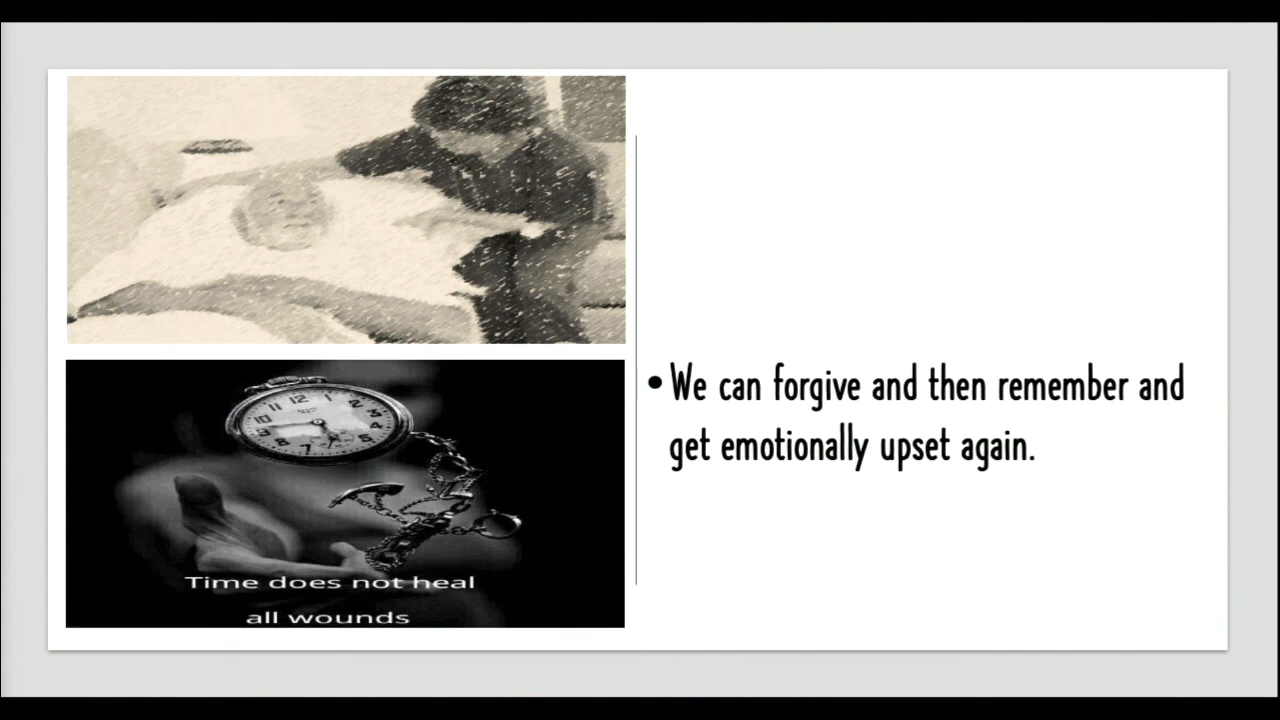 Time does not heal
all wounds
• We can forgive and then remember and
get emotionally upset again.